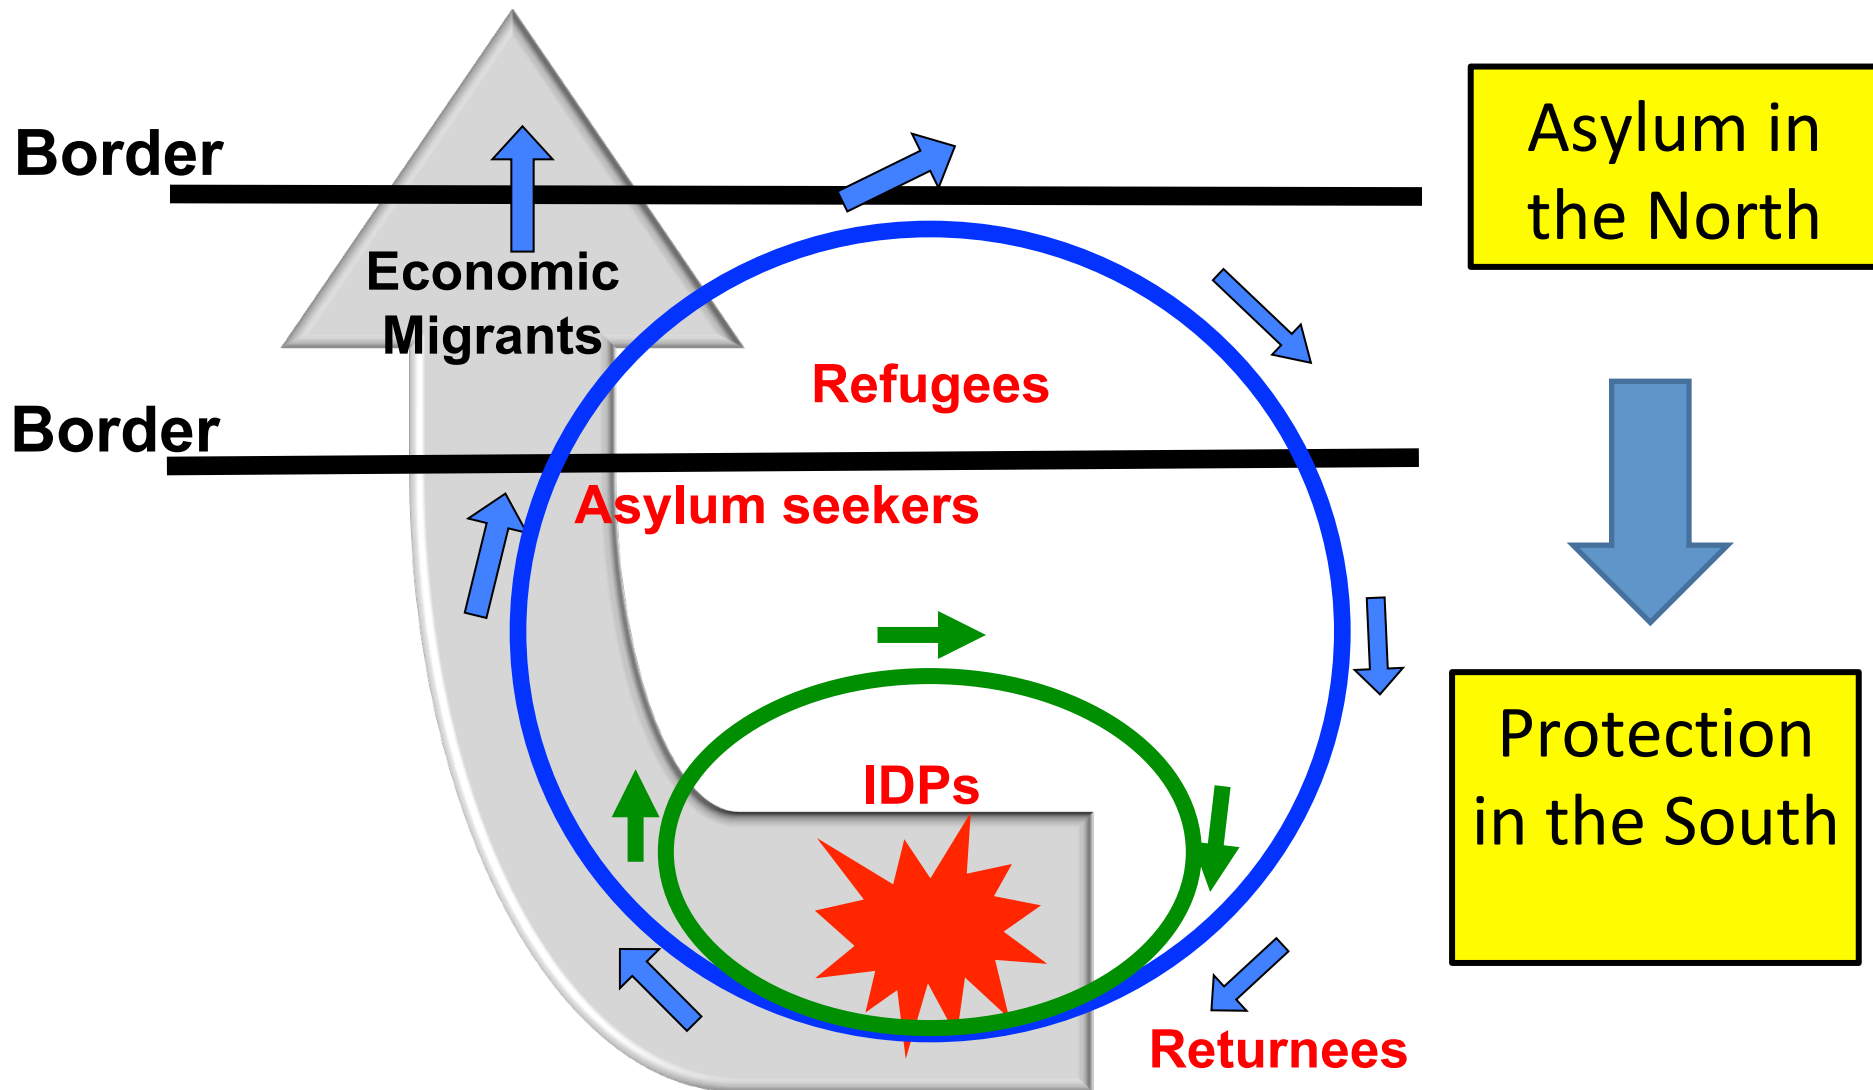 Border
Asylum in
the North
Economic
Migrants
Refugees
Border
Asylum seekers
Protection
in the South
IDPs
Returnees